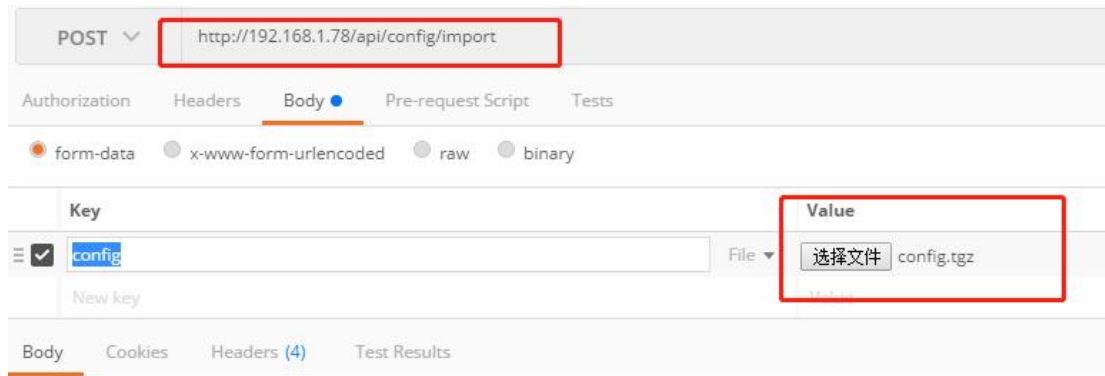 POST http://192.168.1.78/api/config/import
Authorization Headers Body Pre-request Script Tests
form-data x-www-form-urlencoded raw binary
Key Value
config File 选择文件 config.tgz
New key Value
Body Cookies Headers (4) Test Results